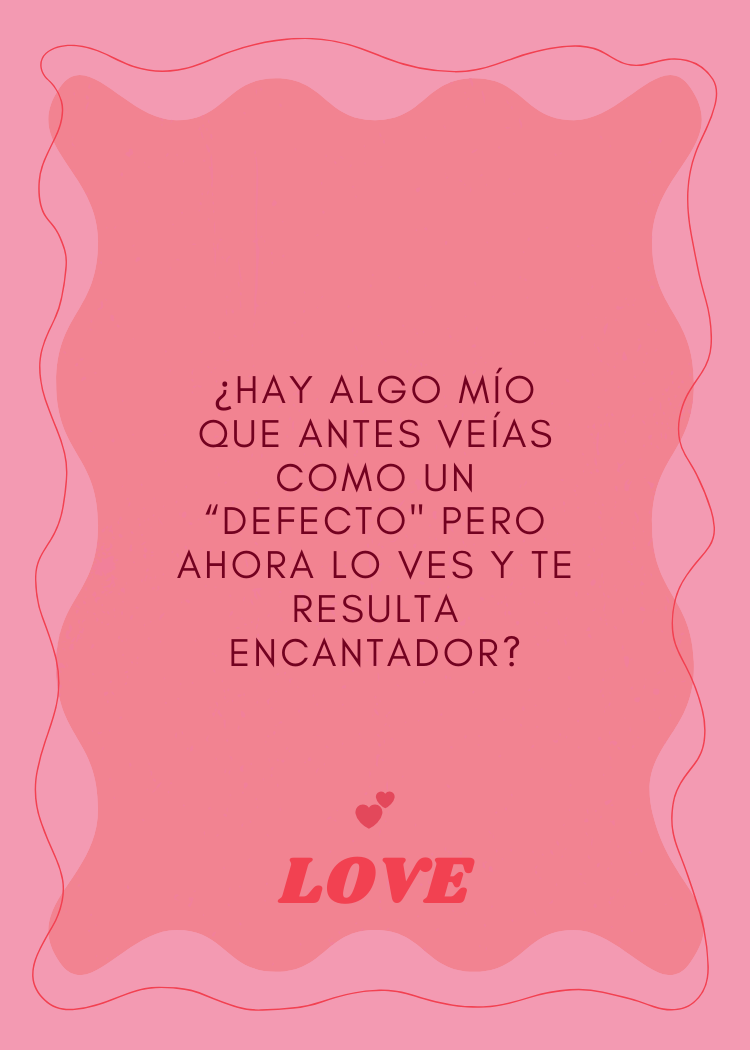 ¿HAY ALGO MÍO
QUE ANTES VEÍAS
COMO UN
“DEFECTO" PERO
AHORA LO VES Y TE
RESULTA
ENCANTADOR?
LOVE